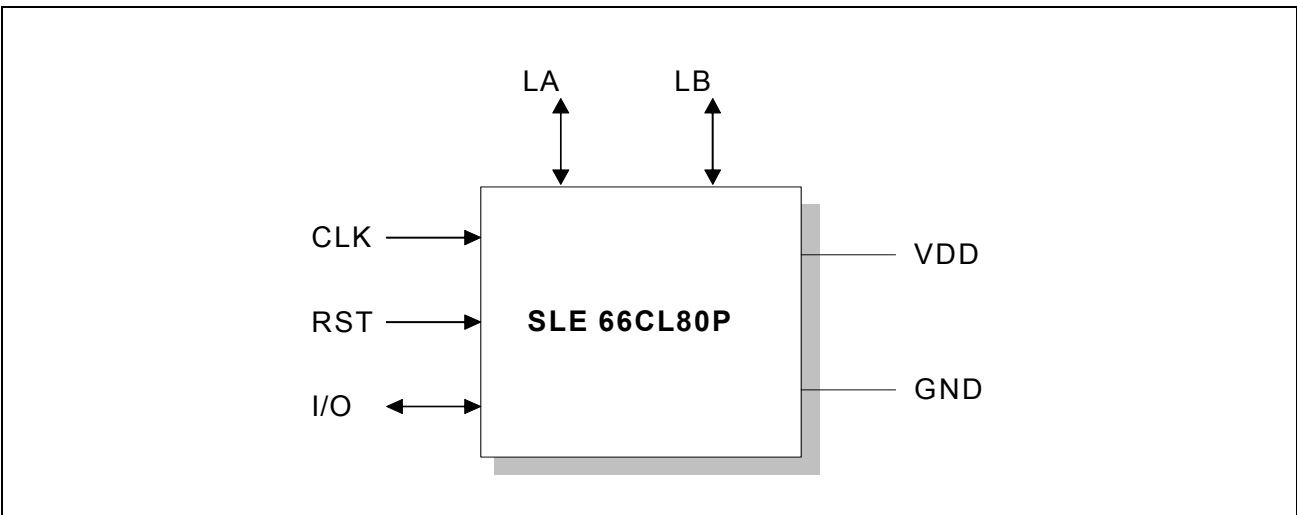 LA
LB
CLK
RST
I/O
SLE 66CL80P
VDD
GND